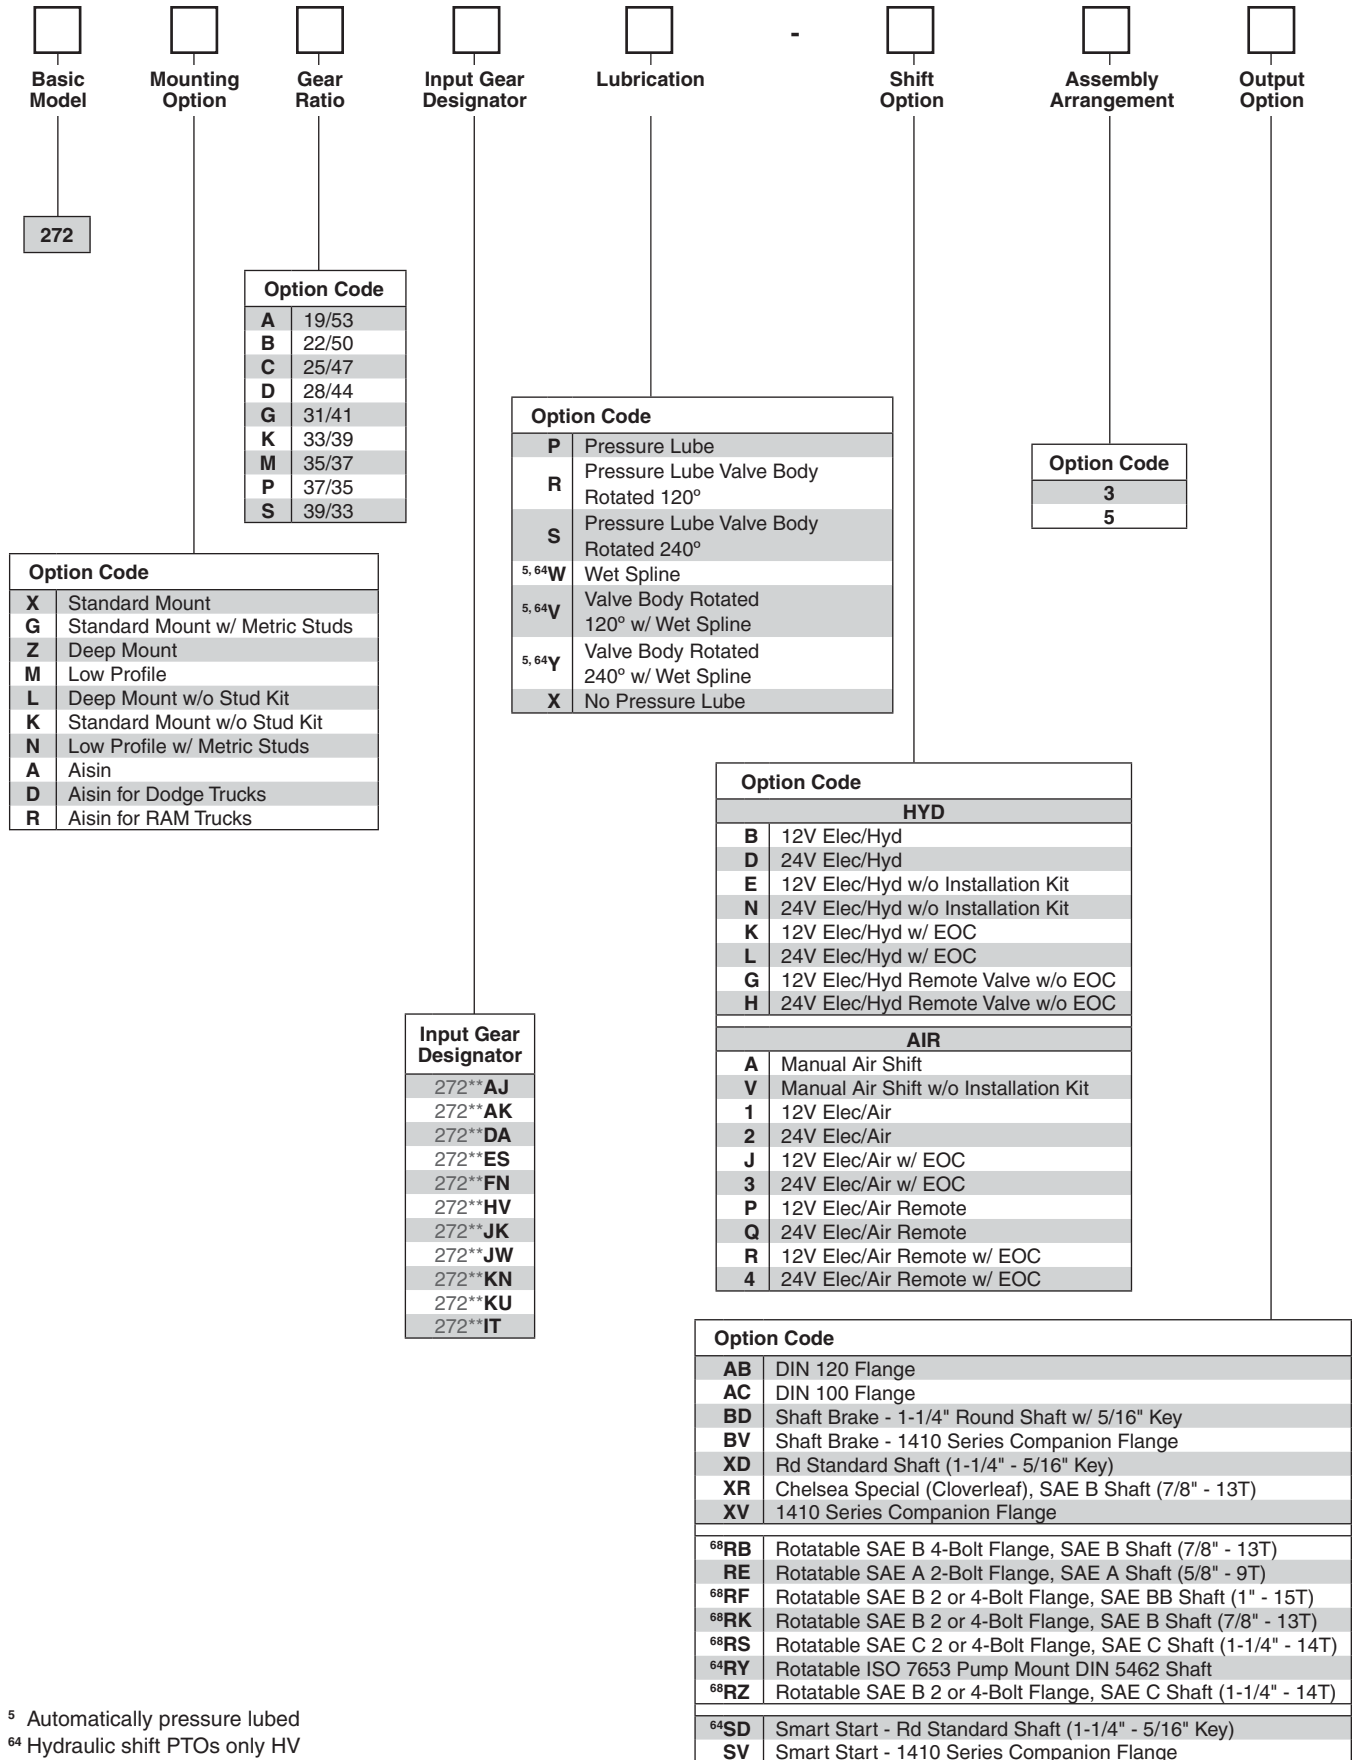 -
Basic Model
Mounting Option
Gear Ratio
Input Gear Designator
Lubrication
Shift Option
Assembly Arrangement
Output Option
272
Option Code
A 19/53
B 22/50
C 25/47
D 28/44
G 31/41
K 33/39
M 35/37
P 37/35
S 39/33
Option Code
P Pressure Lube
R Pressure Lube Valve Body
Rotated 120º
S Pressure Lube Valve Body
Rotated 240º
5, 64W Wet Spline
5, 64V Valve Body Rotated
120º w/ Wet Spline
5, 64Y Valve Body Rotated
240º w/ Wet Spline
X No Pressure Lube
Option Code
3
5
Option Code
X Standard Mount
G Standard Mount w/ Metric Studs
Z Deep Mount
M Low Profile
L Deep Mount w/o Stud Kit
K Standard Mount w/o Stud Kit
N Low Profile w/ Metric Studs
A Aisin
D Aisin for Dodge Trucks
R Aisin for RAM Trucks
Option Code
HYD
B 12V Elec/Hyd
D 24V Elec/Hyd
E 12V Elec/Hyd w/o Installation Kit
N 24V Elec/Hyd w/o Installation Kit
K 12V Elec/Hyd w/ EOC
L 24V Elec/Hyd w/ EOC
G 12V Elec/Hyd Remote Valve w/o EOC
H 24V Elec/Hyd Remote Valve w/o EOC
AIR
A Manual Air Shift
V Manual Air Shift w/o Installation Kit
1 12V Elec/Air
2 24V Elec/Air
J 12V Elec/Air w/ EOC
3 24V Elec/Air w/ EOC
P 12V Elec/Air Remote
Q 24V Elec/Air Remote
R 12V Elec/Air Remote w/ EOC
4 24V Elec/Air Remote w/ EOC
Input Gear
Designator
272**AJ
272**AK
272**DA
272**ES
272**FN
272**HV
272**JK
272**JW
272**KN
272**KU
272**IT
Option Code
AB DIN 120 Flange
AC DIN 100 Flange
BD Shaft Brake - 1-1/4" Round Shaft w/ 5/16" Key
BV Shaft Brake - 1410 Series Companion Flange
XD Rd Standard Shaft (1-1/4" - 5/16" Key)
XR Chelsea Special (Cloverleaf), SAE B Shaft (7/8" - 13T)
XV 1410 Series Companion Flange
68RB Rotatable SAE B 4-Bolt Flange, SAE B Shaft (7/8" - 13T)
RE Rotatable SAE A 2-Bolt Flange, SAE A Shaft (5/8" - 9T)
68RF Rotatable SAE B 2 or 4-Bolt Flange, SAE BB Shaft (1" - 15T)
68RK Rotatable SAE B 2 or 4-Bolt Flange, SAE B Shaft (7/8" - 13T)
68RS Rotatable SAE C 2 or 4-Bolt Flange, SAE C Shaft (1-1/4" - 14T)
64RY Rotatable ISO 7653 Pump Mount DIN 5462 Shaft
68RZ Rotatable SAE B 2 or 4-Bolt Flange, SAE C Shaft (1-1/4" - 14T)
64SD Smart Start - Rd Standard Shaft (1-1/4" - 5/16" Key)
SV Smart Start - 1410 Series Companion Flange
5 Automatically pressure lubed
64 Hydraulic shift PTOs only HV